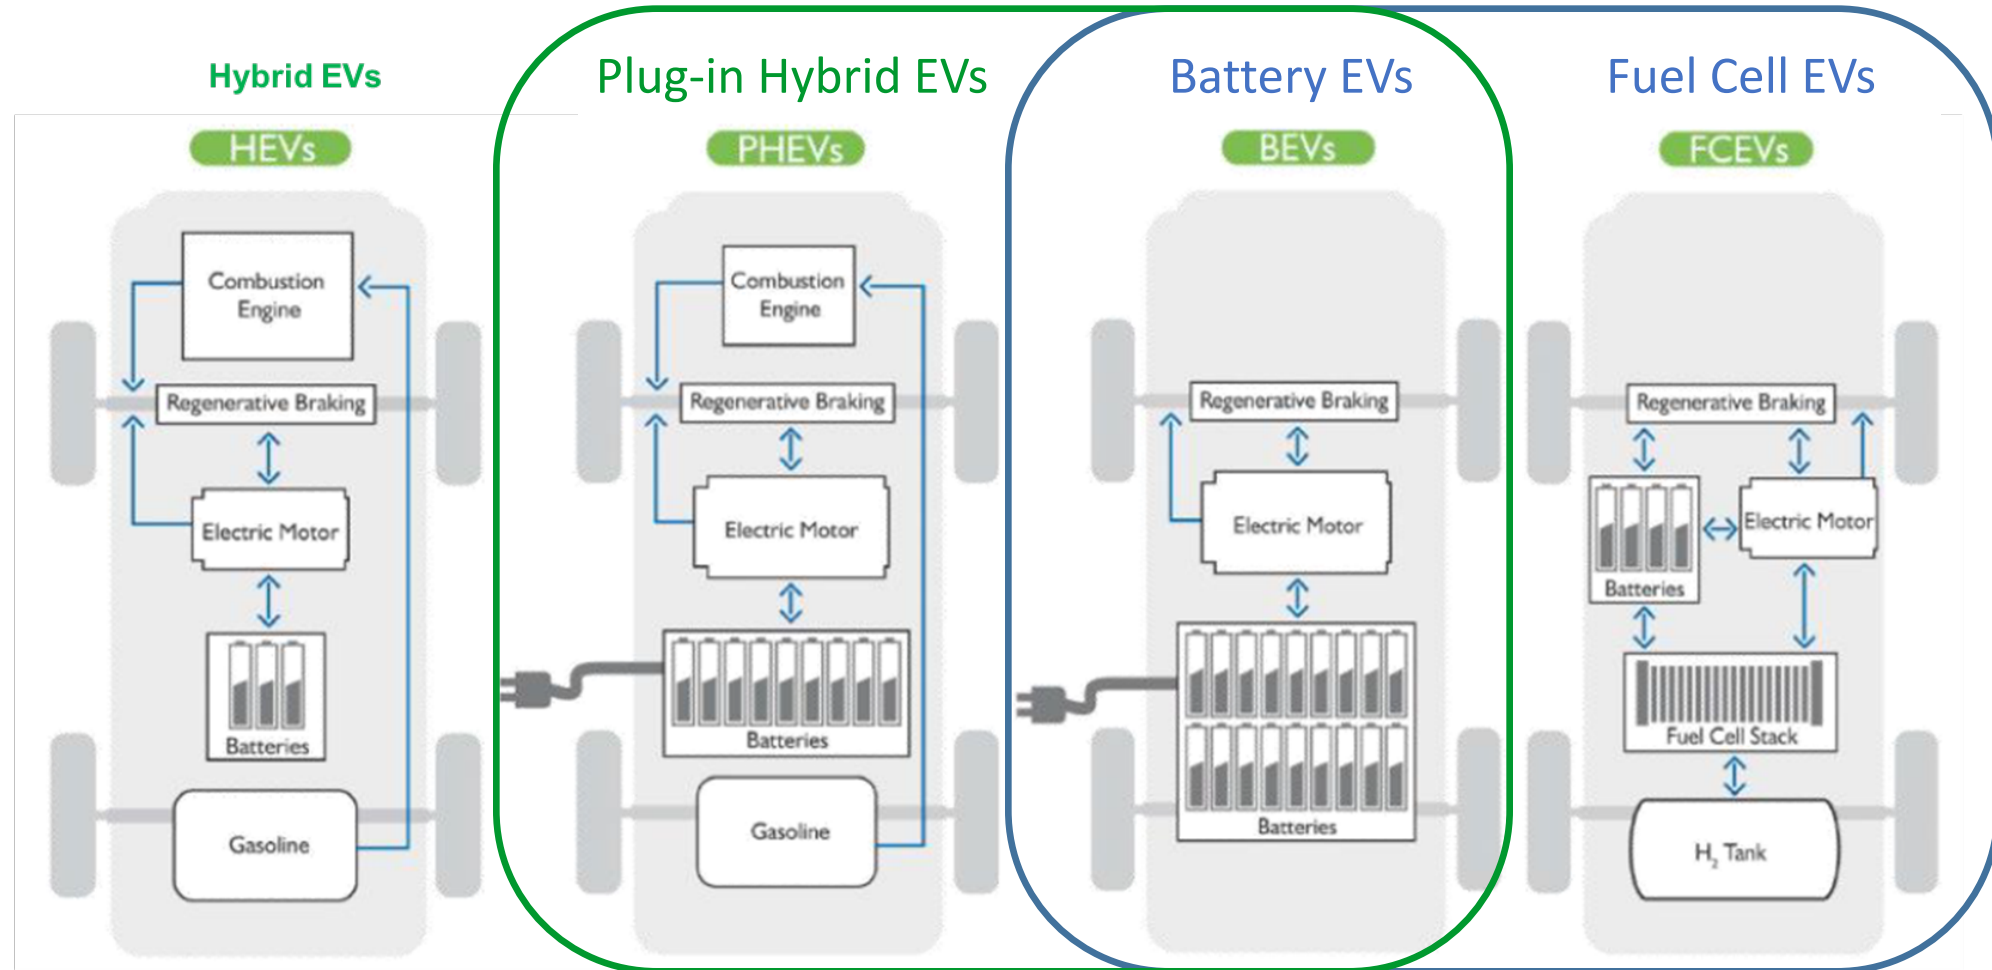 Hybrid EVs
HEVs
Combustion
Engine
Regenerative Braking
Electric Motor
Batteries
Gasoline
Plug-in Hybrid EVs
PHEVs
Combustion
Engine
Regenerative Braking
Electric Motor
Batteries
Gasoline
Battery EVs
BEVs
Regenerative Braking
Electric Motor
Batteries
Fuel Cell EVs
FCEVs
Regenerative Braking
Electric Motor
Batteries
Fuel Cell Stack
H₂ Tank